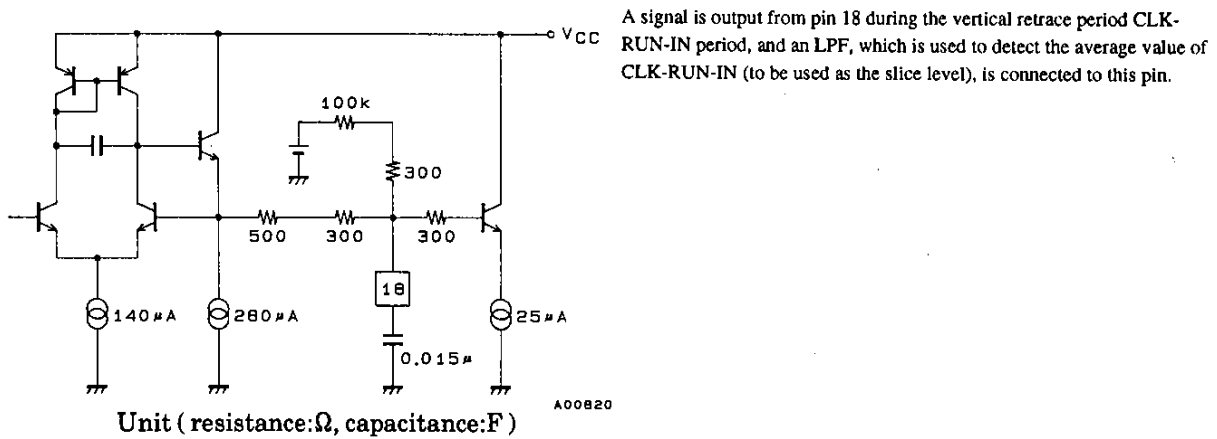 A signal is output from pin 18 during the vertical retrace period CLK-
RUN-IN period, and an LPF, which is used to detect the average value of
CLK-RUN-IN (to be used as the slice level), is connected to this pin.
VCC
100k
300
500
300
300
18
140μA
280μA
25μA
0.015μ
A00820
Unit ( resistance:Ω, capacitance:F )